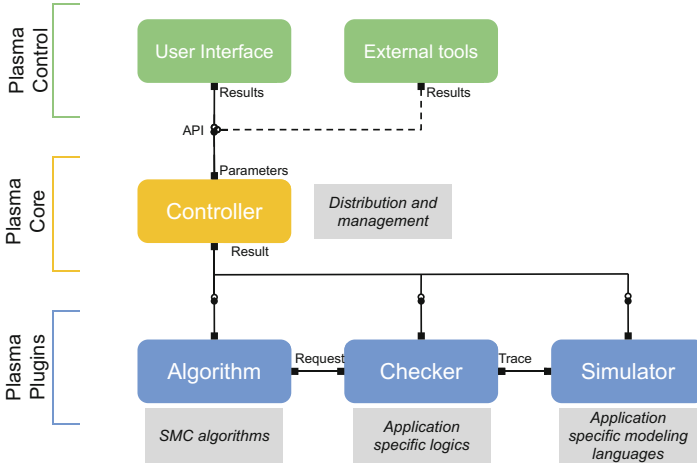 Plasma
Control
User Interface
External tools
Results
Results
API
Plasma
Core
Parameters
Controller
Distribution and
management
Result
Plasma
Plugins
Algorithm
Request
Checker
Trace
Simulator
SMC algorithms
Application
specific logics
Application
specific modeling
languages